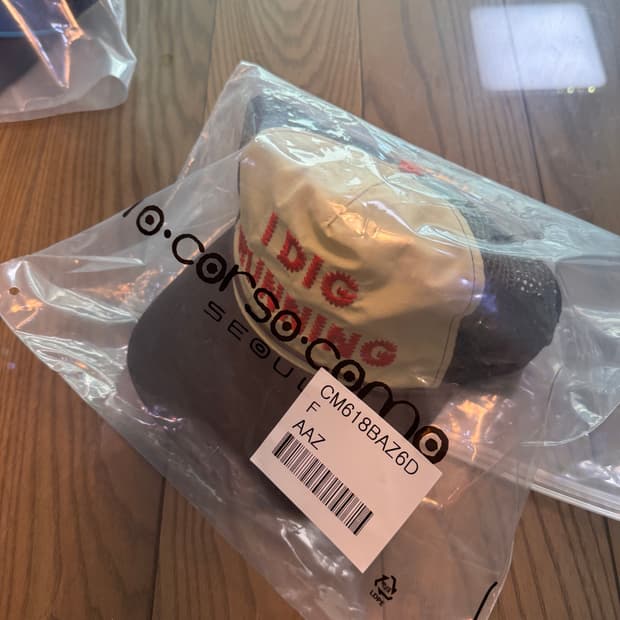 10·corso·como
SEOUL
I DIG
RUNNING
CM618BAZ6D
F
AAZ
LDPE